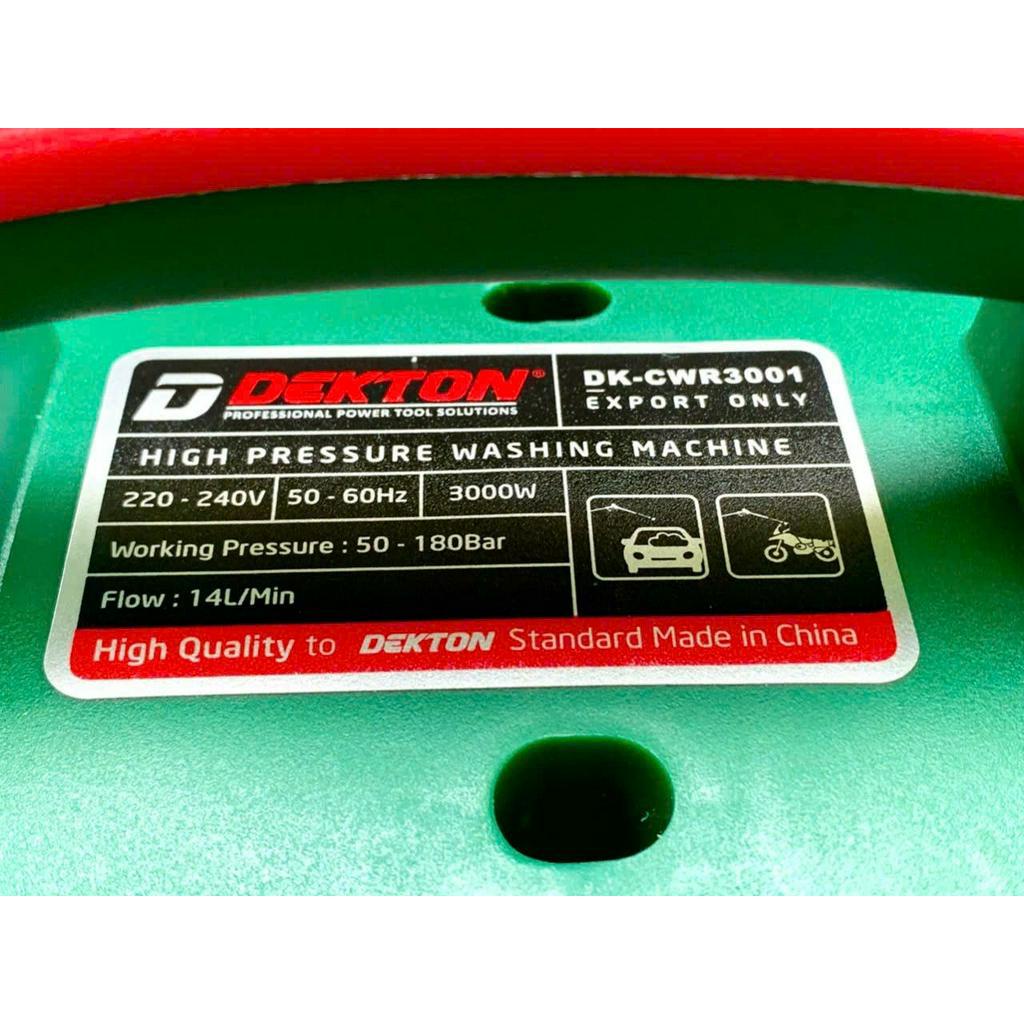 DEKTON®
PROFESSIONAL POWER TOOL SOLUTIONS
DK-CWR3001
EXPORT ONLY
HIGH PRESSURE WASHING MACHINE
220 - 240V
50 - 60Hz
3000W
Working Pressure : 50 - 180Bar
Flow : 14L/Min
High Quality to DEKTON Standard Made in China